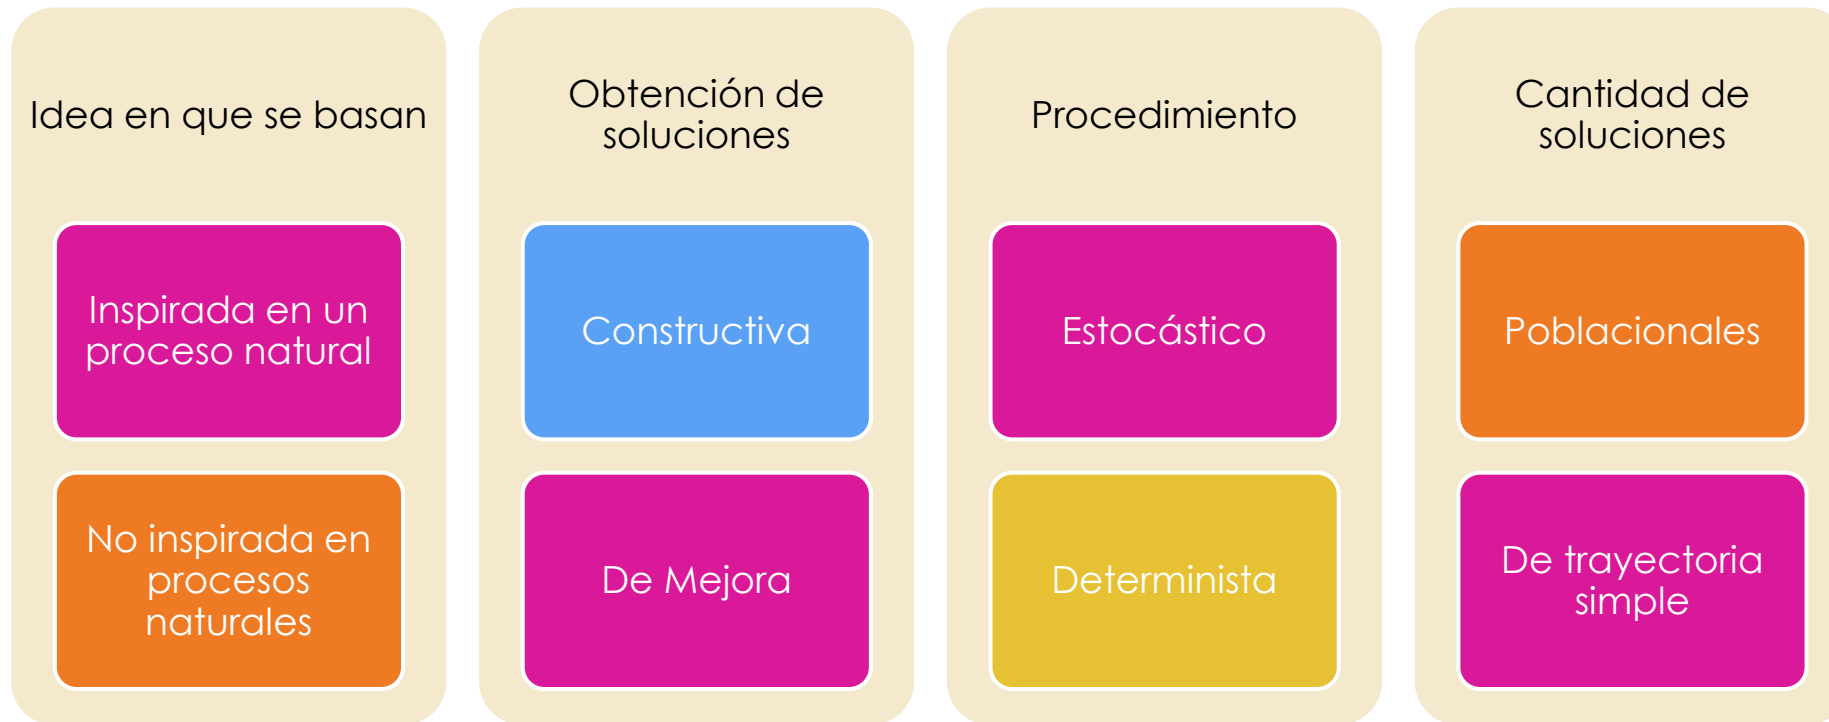 Idea en que se basan
Inspirada en un
proceso natural
No inspirada en
procesos
naturales
Obtención de
soluciones
Constructiva
De Mejora
Procedimiento
Estocástico
Determinista
Cantidad de
soluciones
Poblacionales
De trayectoria
simple